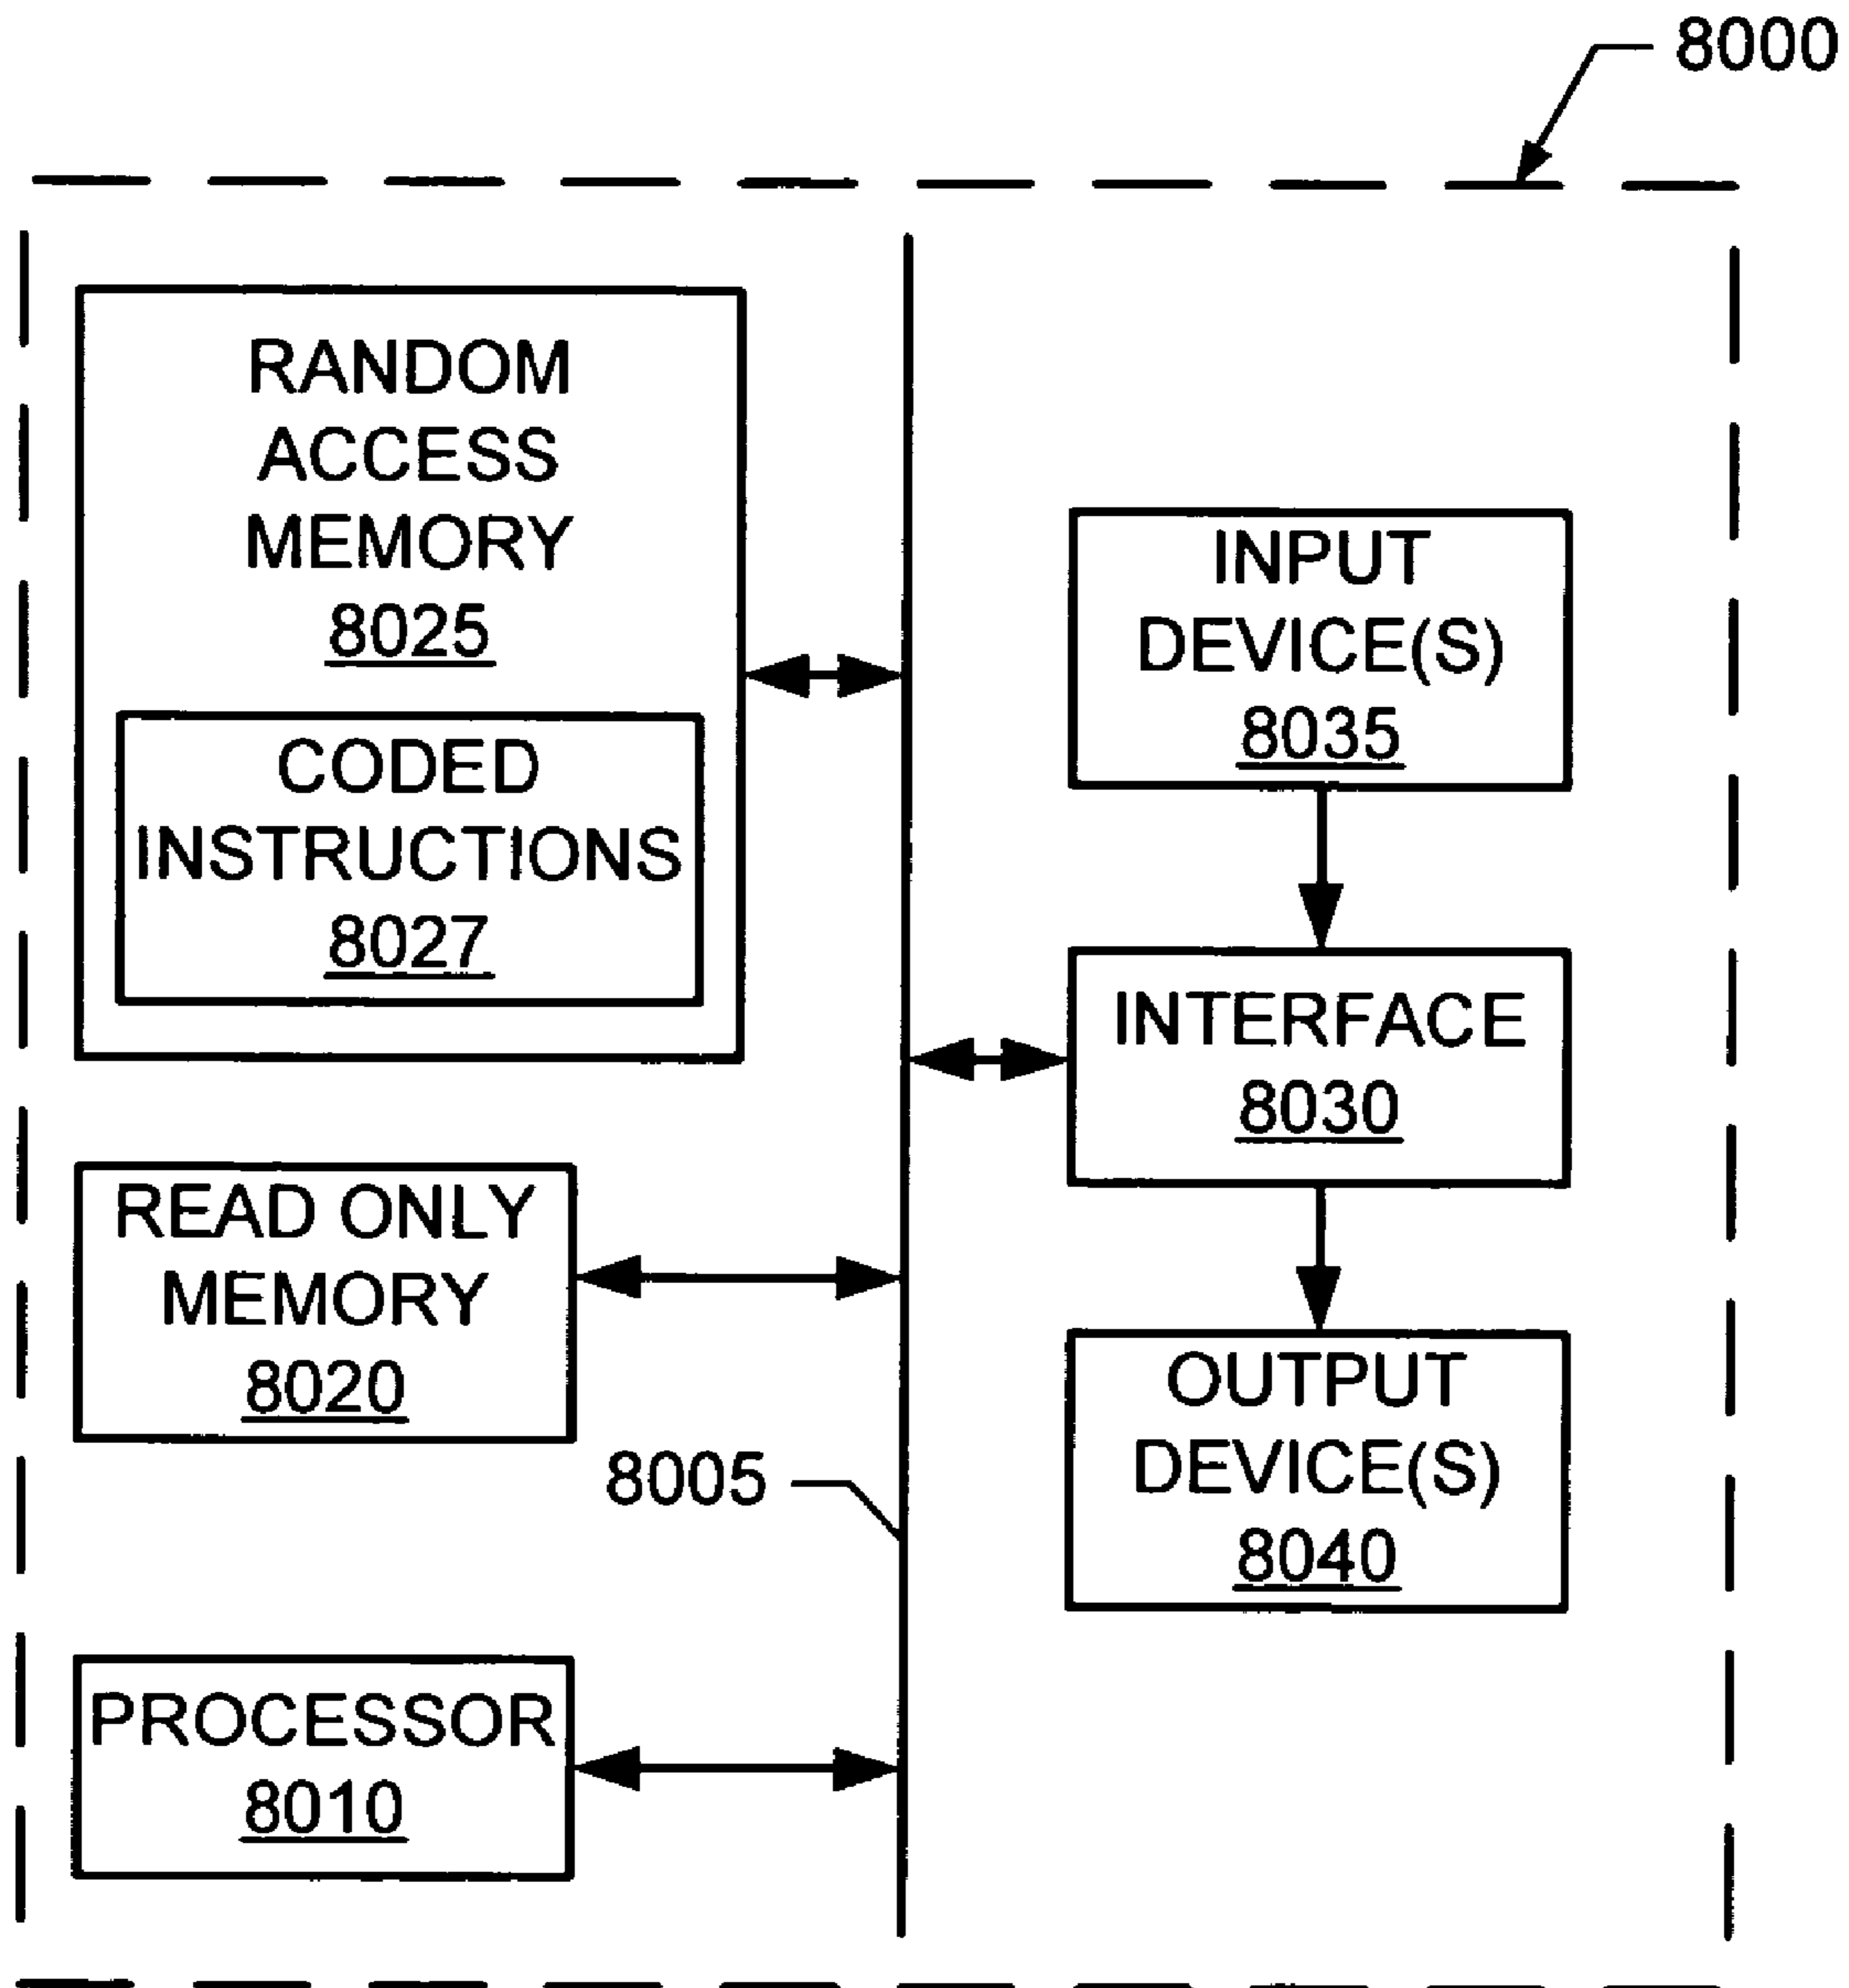 8000
RANDOM
ACCESS
MEMORY
8025
CODED
INSTRUCTIONS
8027
READ ONLY
MEMORY
8020
8005
PROCESSOR
8010
INPUT
DEVICE(S)
8035
INTERFACE
8030
OUTPUT
DEVICE(S)
8040